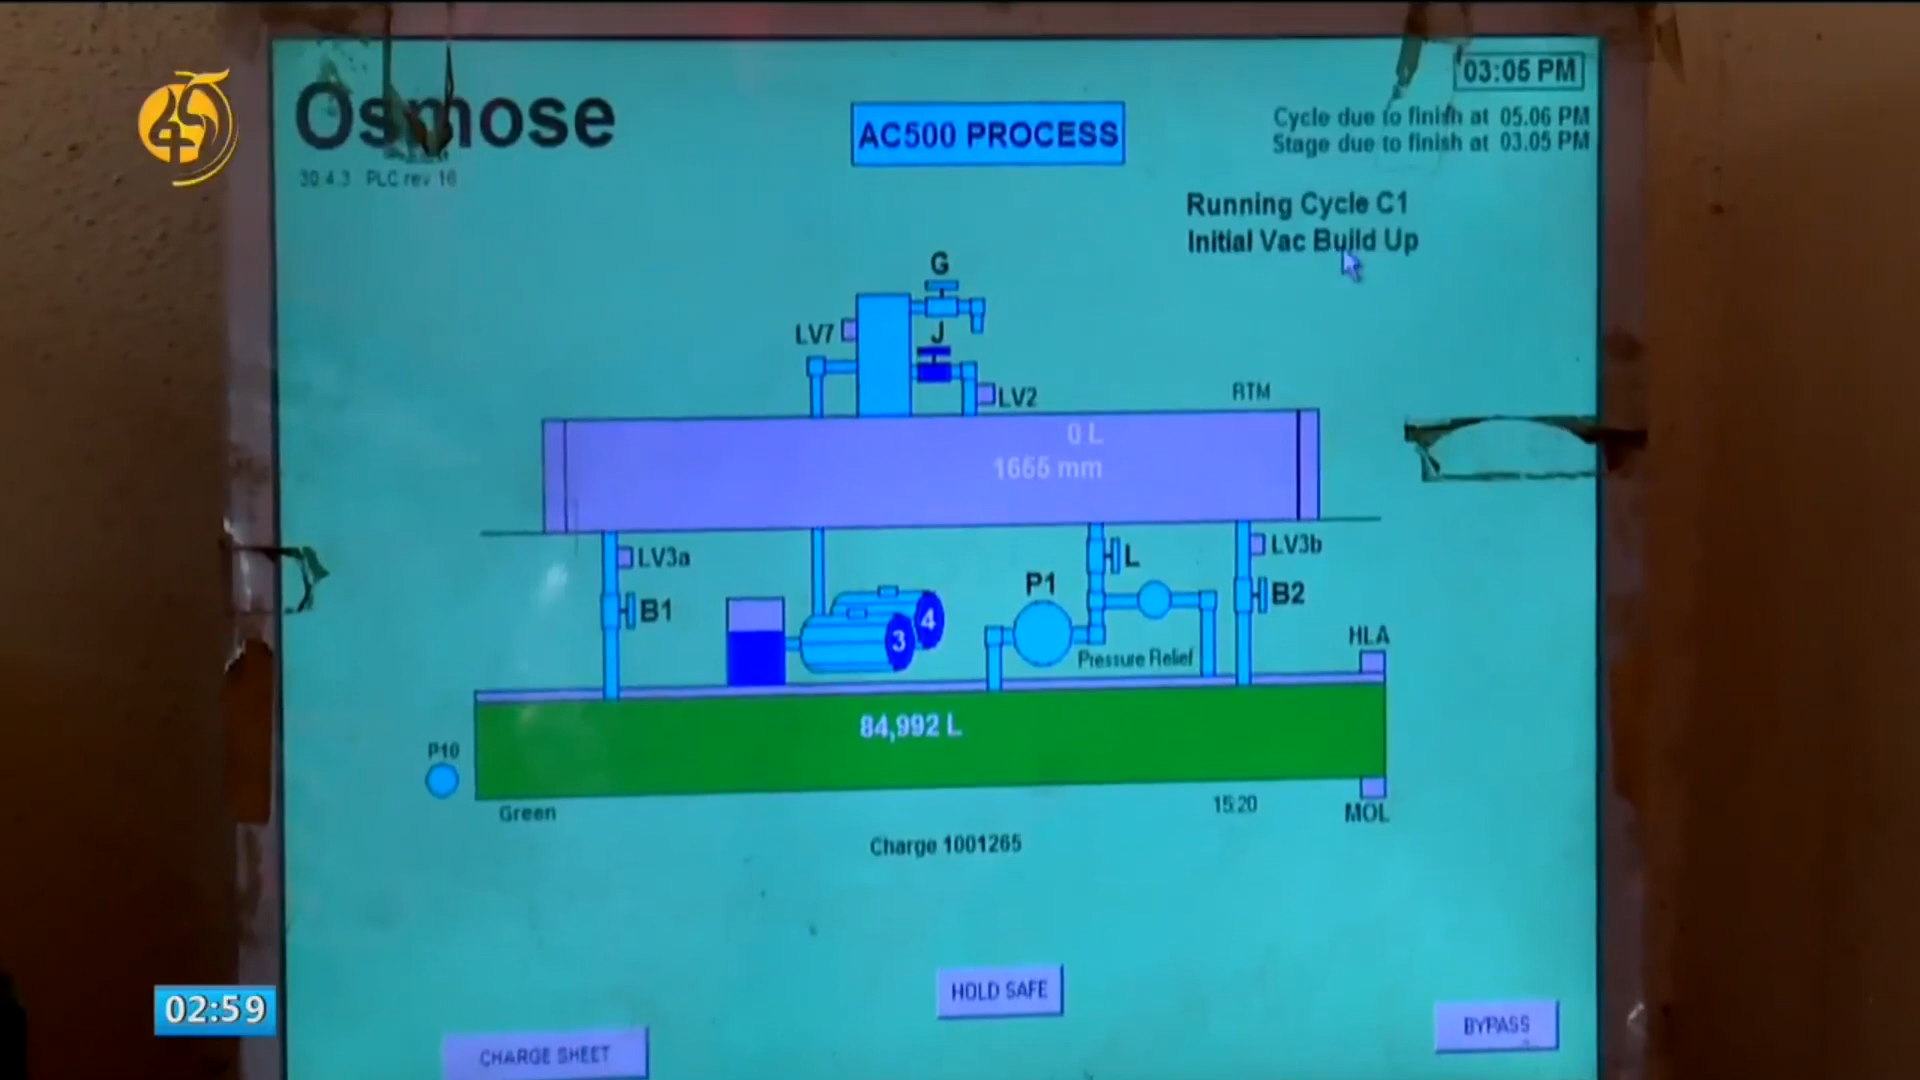 45
03:05 PM
Osmose
AC500 PROCESS
Cycle due to finish at 05.06 PM
Stage due to finish at 03.05 PM
30.4.3 PLC rev 16
Running Cycle C1
Initial Vac Build Up
G
LV7
J
LV2
RTM
0 L
1655 mm
LV3a
L
LV3b
P1
B1
B2
4
3
HLA
Pressure Relief
84,992 L
P10
Green
15:20
MOL
Charge 1001265
HOLD SAFE
02:59
BYPASS
CHARGE SHEET